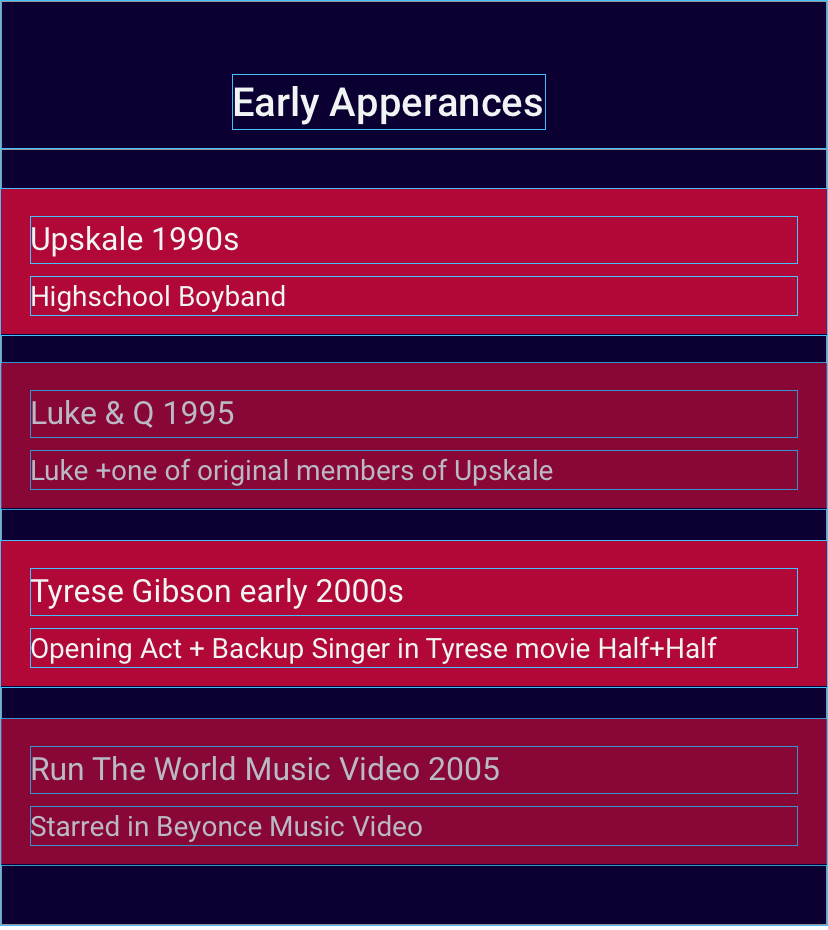 Early Apperances
Upskale 1990s
Highschool Boyband
Luke & Q 1995
Luke +one of original members of Upskale
Tyrese Gibson early 2000s
Opening Act + Backup Singer in Tyrese movie Half+Half
Run The World Music Video 2005
Starred in Beyonce Music Video